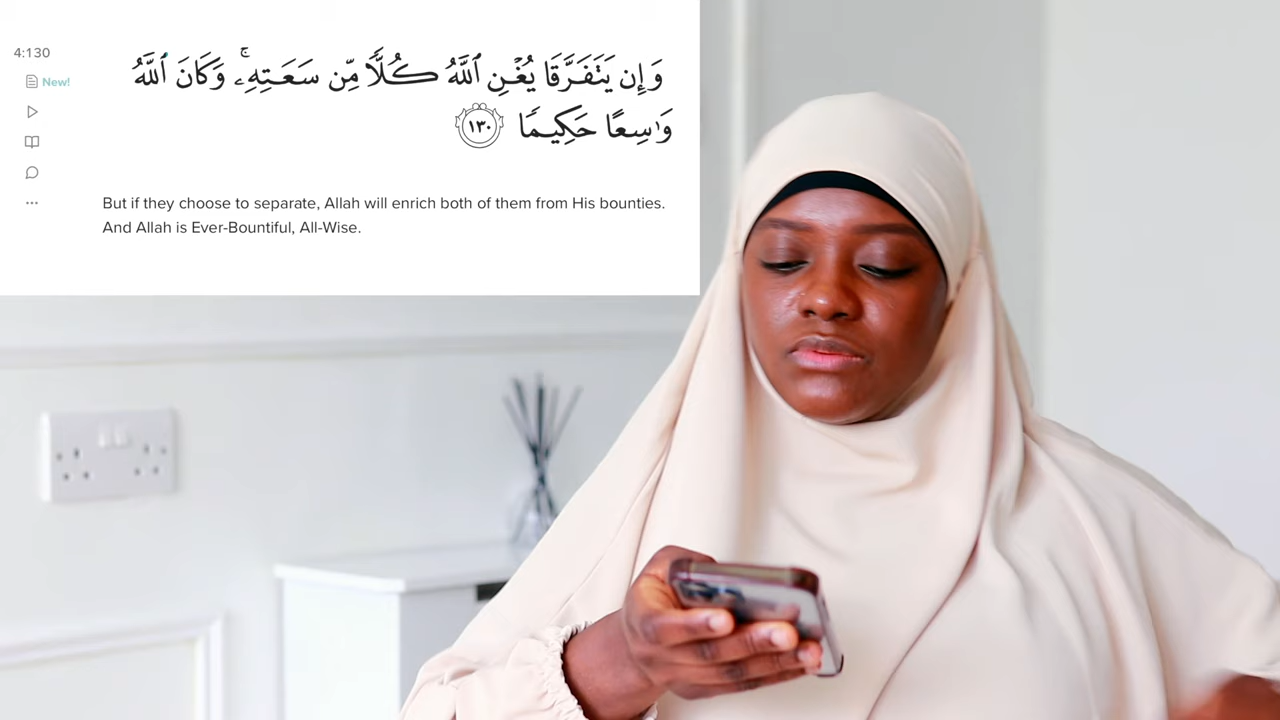 4:130
New!
وَإِن يَتَفَرَّقَا يُغْنِ ٱللَّهُ كُلًّا مِّن سَعَتِهِۦ ۚ وَكَانَ ٱللَّهُ
وَٰسِعًا حَكِيمًا ١٣٠
But if they choose to separate, Allah will enrich both of them from His bounties.
And Allah is Ever-Bountiful, All-Wise.